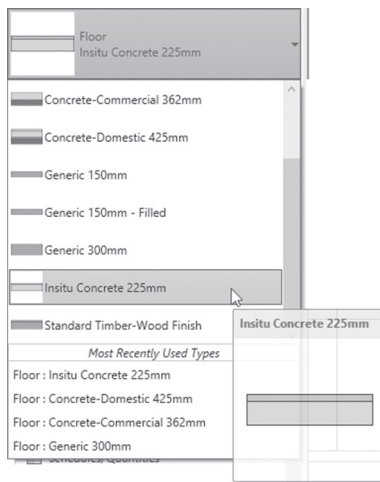 Floor
Insitu Concrete 225mm
Concrete-Commercial 362mm
Concrete-Domestic 425mm
Generic 150mm
Generic 150mm - Filled
Generic 300mm
Insitu Concrete 225mm
Standard Timber-Wood Finish
Insitu Concrete 225mm
Most Recently Used Types
Floor : Insitu Concrete 225mm
Floor : Concrete-Domestic 425mm
Floor : Concrete-Commercial 362mm
Floor : Generic 300mm
Schedules/Quantities